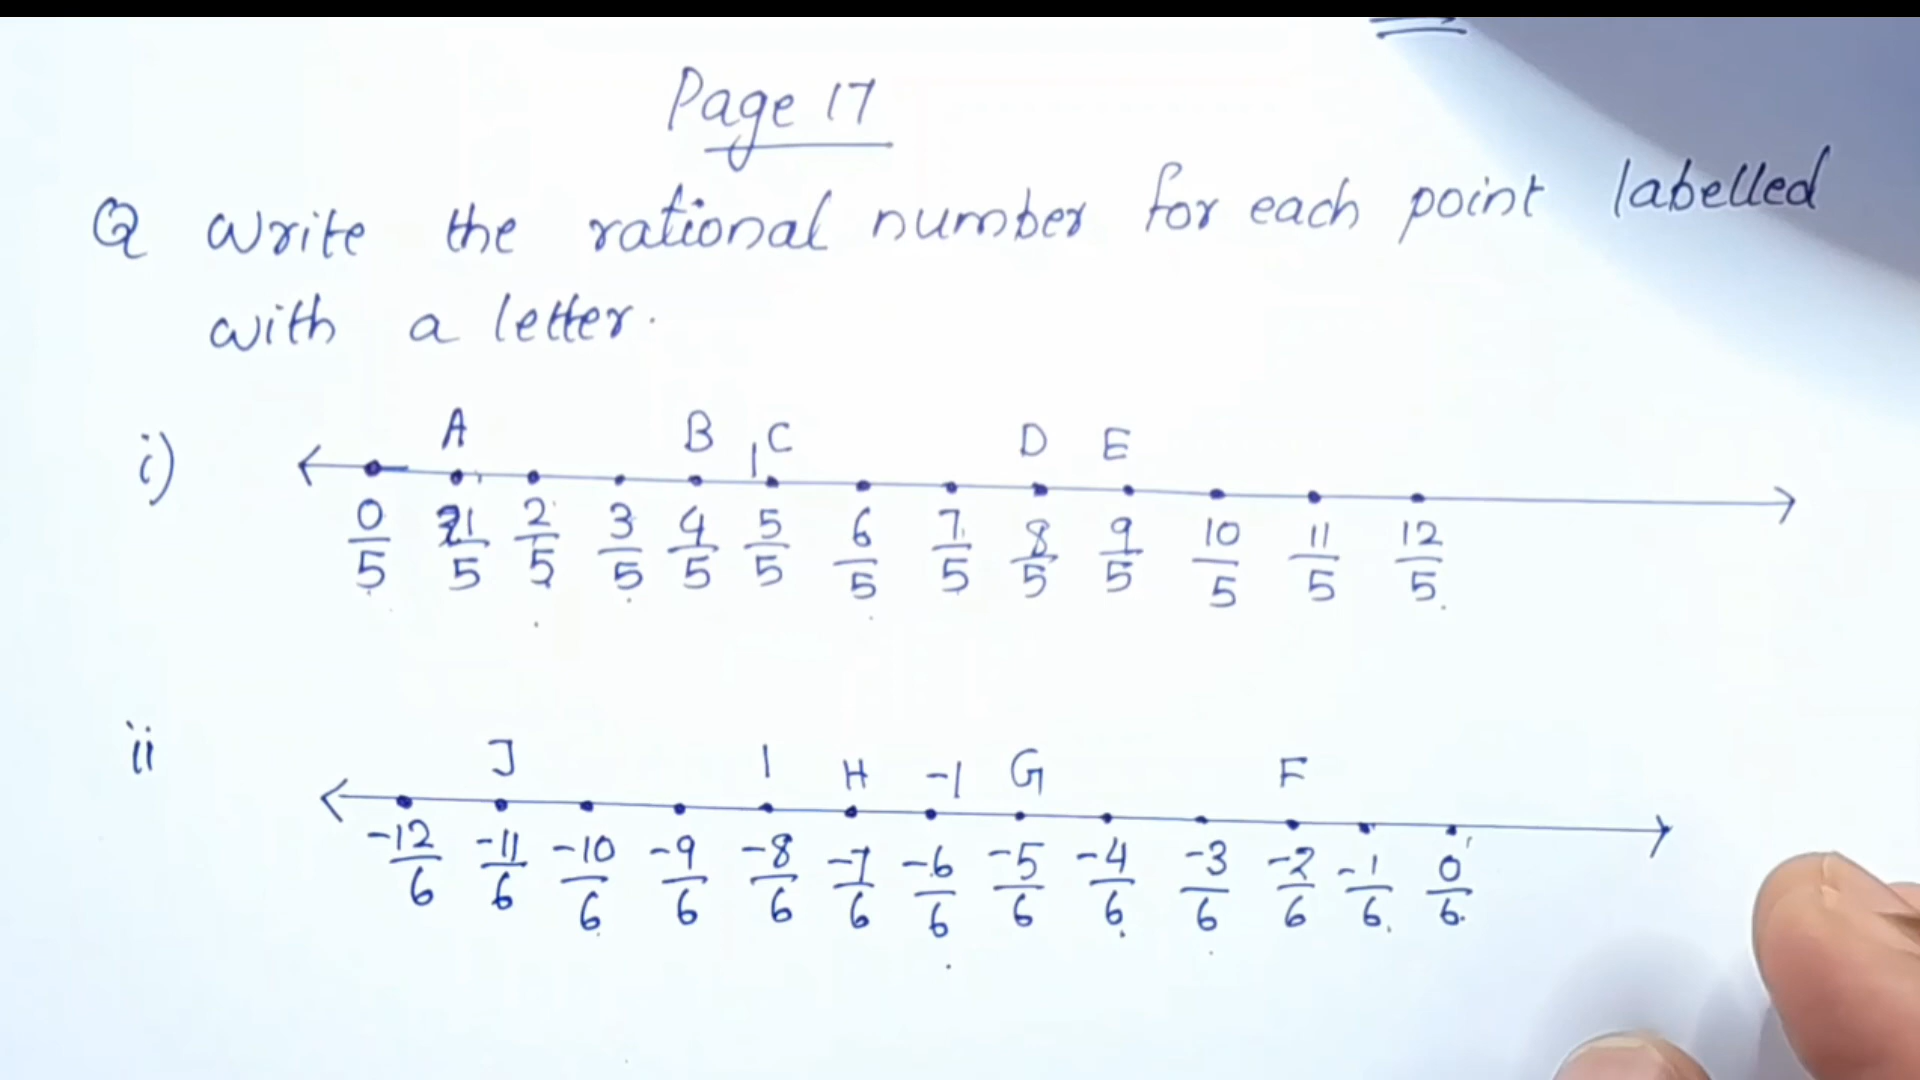 Page 17
Q Write the rational number for each point labelled
with a letter.
i) A B 1 C D E
0/5 1/5 2/5 3/5 4/5 5/5 6/5 7/5 8/5 9/5 10/5 11/5 12/5
ii J I H -1 G F
-12/6 -11/6 -10/6 -9/6 -8/6 -7/6 -6/6 -5/6 -4/6 -3/6 -2/6 -1/6 0/6